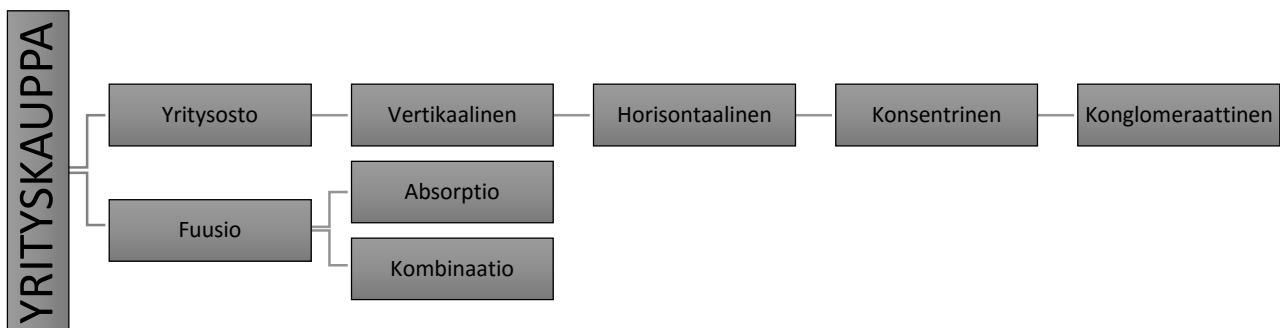 YRITYSKAUPPA
Yritysosto
Vertikaalinen
Horisontaalinen
Konsentrinen
Konglomeraattinen
Fuusio
Absorptio
Kombinaatio